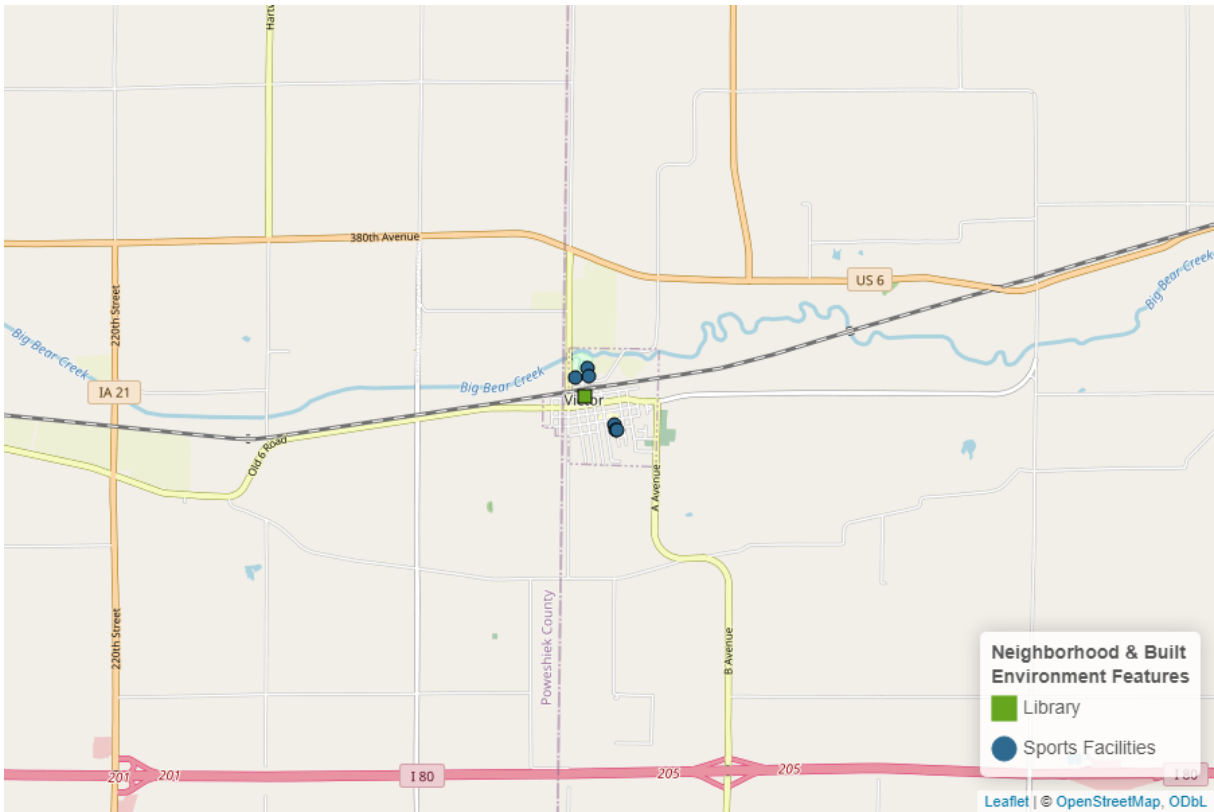 Hartw
380th Avenue
US 6
220th Street
Big Bear Creek
Big Bear Creek
Big Bear Creek
IA 21
Victor
Old 6 Road
A Avenue
220th Street
Poweshiek County
B Avenue
Neighborhood & Built
Environment Features
Library
Sports Facilities
201
201
I 80
205
205
I 80
Leaflet | © OpenStreetMap, ODbL